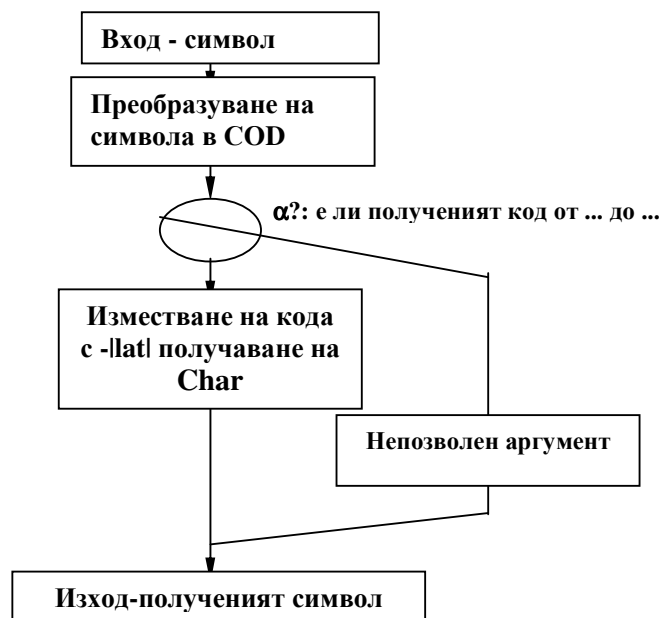 Вход - символ
Преобразуване на
символа в COD
α?: е ли полученият код от ... до ...
Изместване на кода
с -|lat| получаване на
Char
Непозволен аргумент
Изход-полученият символ